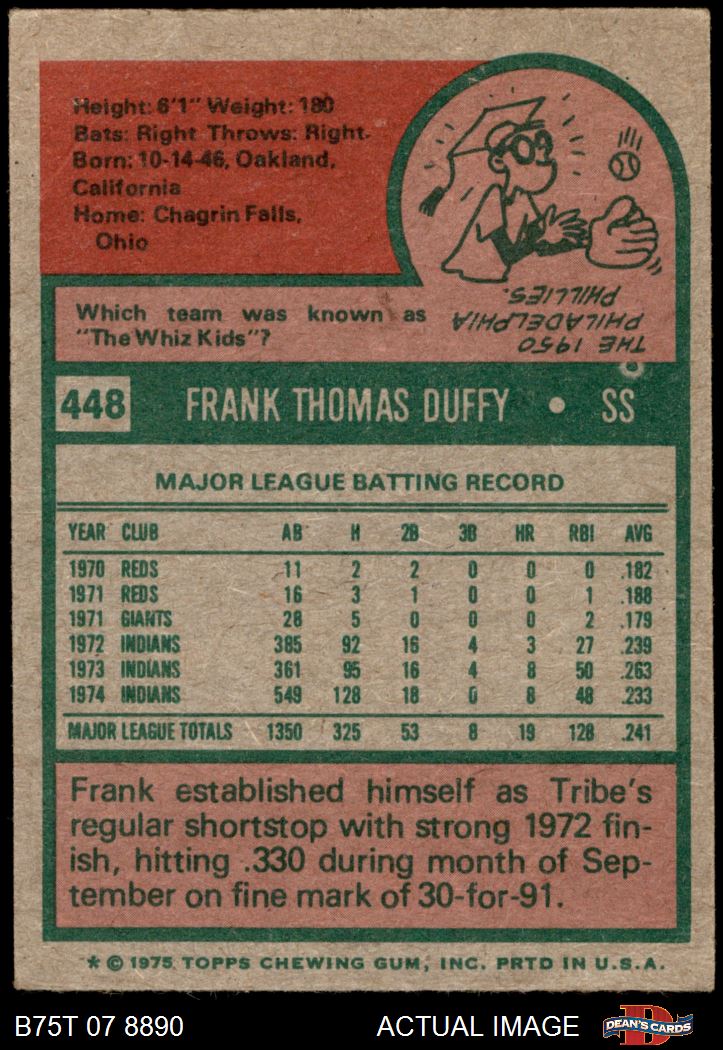 Height: 6'1" Weight: 180
Bats: Right Throws: Right
Born: 10-14-46, Oakland,
California
Home: Chagrin Falls,
Ohio
Which team was known as
"The Whiz Kids"?
THE 1950
PHILADELPHIA
PHILLIES.
448 FRANK THOMAS DUFFY • SS
MAJOR LEAGUE BATTING RECORD
YEAR CLUB AB H 2B 3B HR RBI AVG
1970 REDS 11 2 2 0 0 0 .182
1971 REDS 16 3 1 0 0 1 .188
1971 GIANTS 28 5 0 0 0 2 .179
1972 INDIANS 385 92 16 4 3 27 .239
1973 INDIANS 361 95 16 4 8 50 .263
1974 INDIANS 549 128 18 0 8 48 .233
MAJOR LEAGUE TOTALS 1350 325 53 8 19 128 .241
Frank established himself as Tribe's
regular shortstop with strong 1972 fin-
ish, hitting .330 during month of Sep-
tember on fine mark of 30-for-91.
* © 1975 TOPPS CHEWING GUM, INC. PRTD IN U.S.A.
B75T 07 8890 ACTUAL IMAGE D DEAN'S CARDS